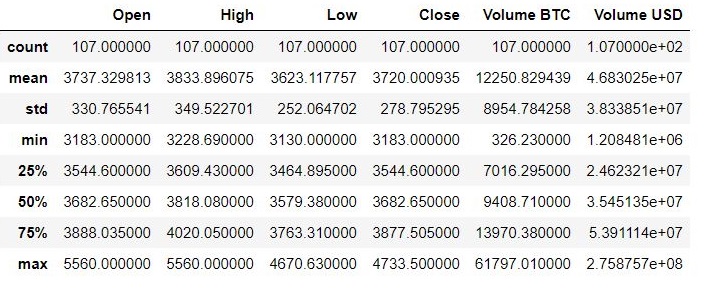 Open High Low Close Volume BTC Volume USD
count 107.000000 107.000000 107.000000 107.000000 107.000000 1.070000e+02
mean 3737.329813 3833.896075 3623.117757 3720.000935 12250.829439 4.683025e+07
std 330.765541 349.522701 252.064702 278.795295 8954.784258 3.833851e+07
min 3183.000000 3228.690000 3130.000000 3183.000000 326.230000 1.208481e+06
25% 3544.600000 3609.430000 3464.895000 3544.600000 7016.295000 2.462321e+07
50% 3682.650000 3818.080000 3579.380000 3682.650000 9408.710000 3.545135e+07
75% 3888.035000 4020.050000 3763.310000 3877.505000 13970.380000 5.391114e+07
max 5560.000000 5560.000000 4670.630000 4733.500000 61797.010000 2.758757e+08